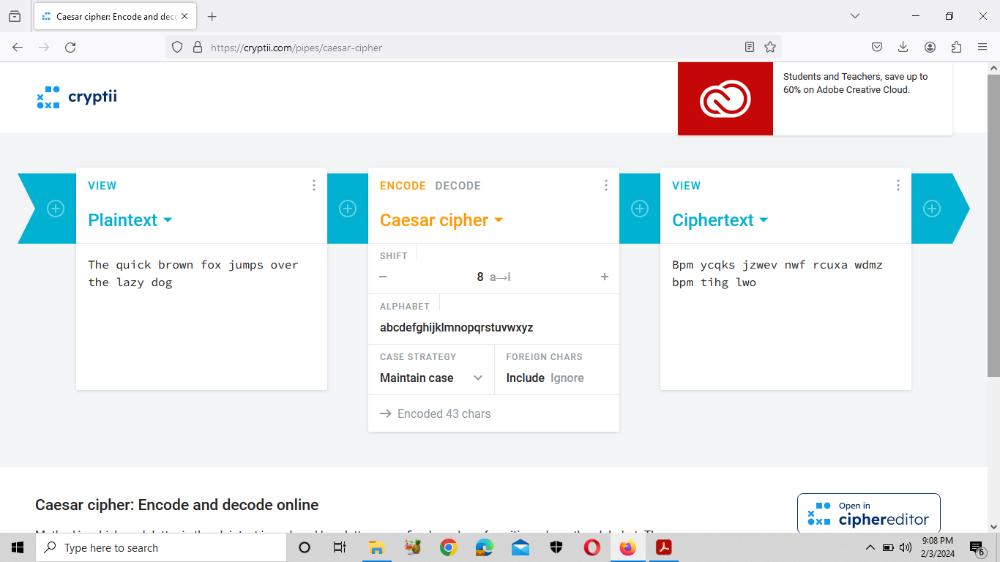 Caesar cipher: Encode and deco
https://cryptii.com/pipes/caesar-cipher
cryptii
Students and Teachers, save up to
60% on Adobe Creative Cloud.
VIEW
Plaintext
The quick brown fox jumps over
the lazy dog
ENCODE DECODE
Caesar cipher
SHIFT
− 8 a→i +
ALPHABET
abcdefghijklmnopqrstuvwxyz
CASE STRATEGY
Maintain case
FOREIGN CHARS
Include Ignore
→ Encoded 43 chars
VIEW
Ciphertext
Bpm ycqks jzwev nwf rcuxa wdmz
bpm tihg lwo
Caesar cipher: Encode and decode online
Open in
ciphereditor
Type here to search
9:08 PM
2/3/2024
6